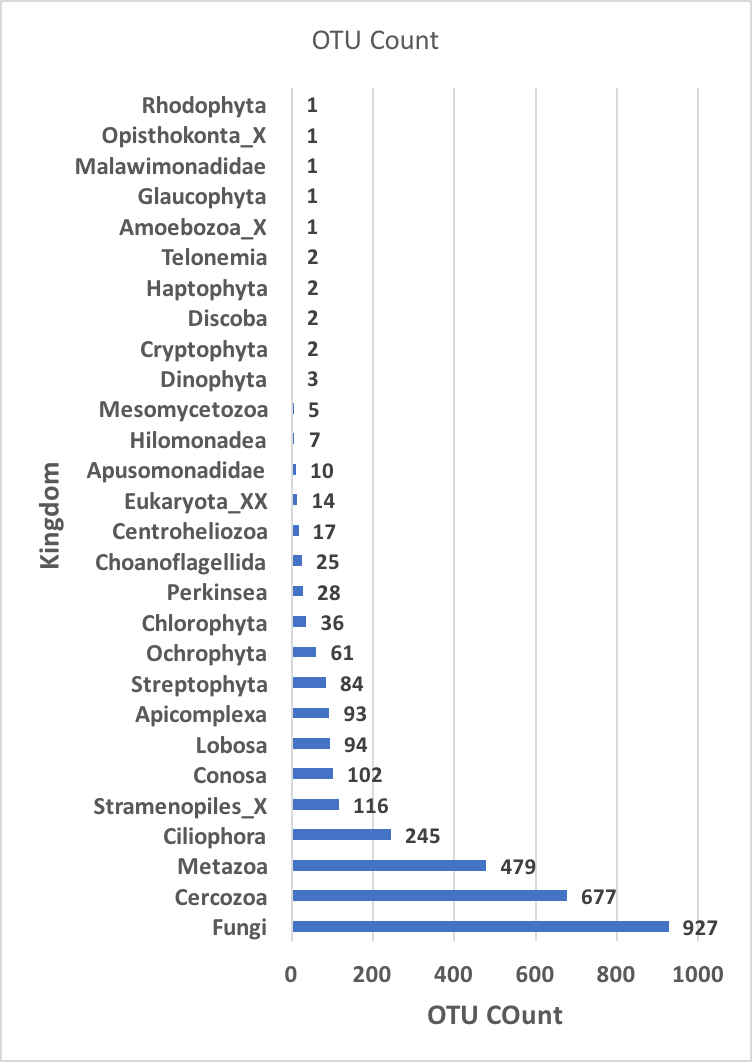 OTU Count
Rhodophyta 1
Opisthokonta_X 1
Malawimonadidae 1
Glaucophyta 1
Amoebozoa_X 1
Telonemia 2
Haptophyta 2
Discoba 2
Cryptophyta 2
Dinophyta 3
Mesomycetozoa 5
Hilomonadea 7
Apusomonadidae 10
Eukaryota_XX 14
Centroheliozoa 17
Choanoflagellida 25
Perkinsea 28
Chlorophyta 36
Ochrophyta 61
Streptophyta 84
Apicomplexa 93
Lobosa 94
Conosa 102
Stramenopiles_X 116
Ciliophora 245
Metazoa 479
Cercozoa 677
Fungi 927
Kingdom
0 200 400 600 800 1000
OTU COunt